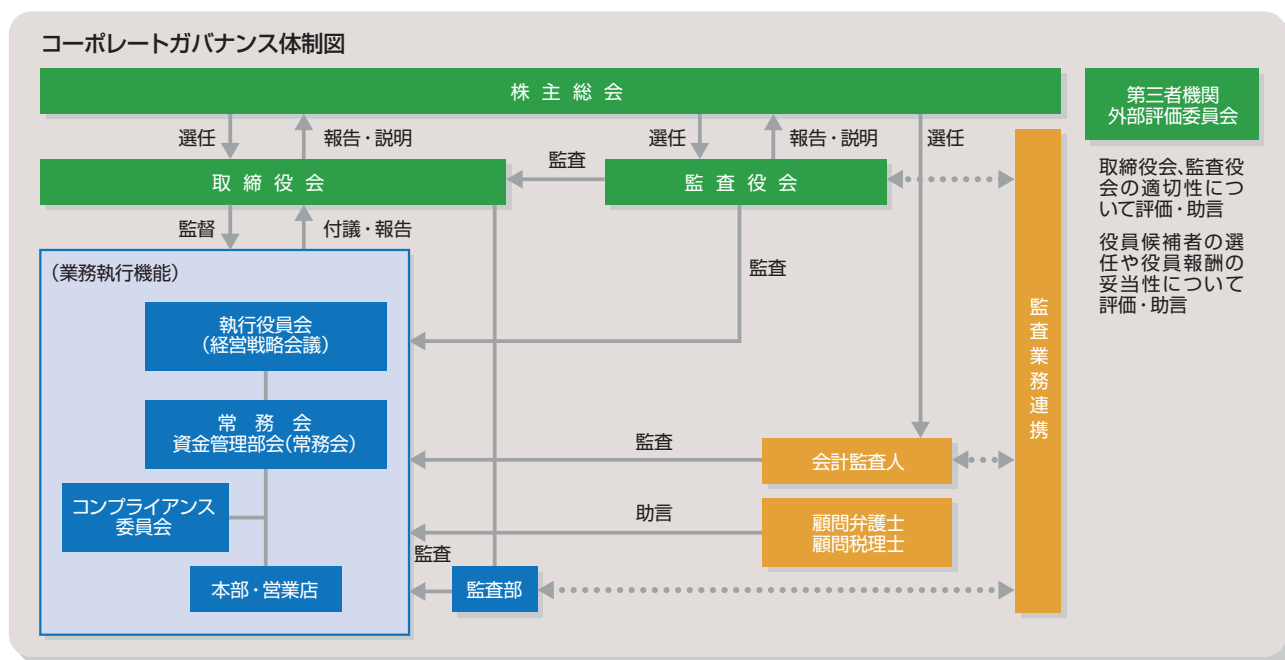 コーポレートガバナンス体制図
株主総会
第三者機関
外部評価委員会
選任
報告・説明
選任
報告・説明
選任
監査
取締役会
監査役会
取締役会、監査役
会の適切性につ
いて評価・助言
役員候補者の選
任や役員報酬の
妥当性について
評価・助言
監督
付議・報告
監査
(業務執行機能)
執行役員会
(経営戦略会議)
監査業務連携
常務会
資金管理部会(常務会)
監査
会計監査人
コンプライアンス
委員会
助言
顧問弁護士
顧問税理士
監査
本部・営業店
監査部